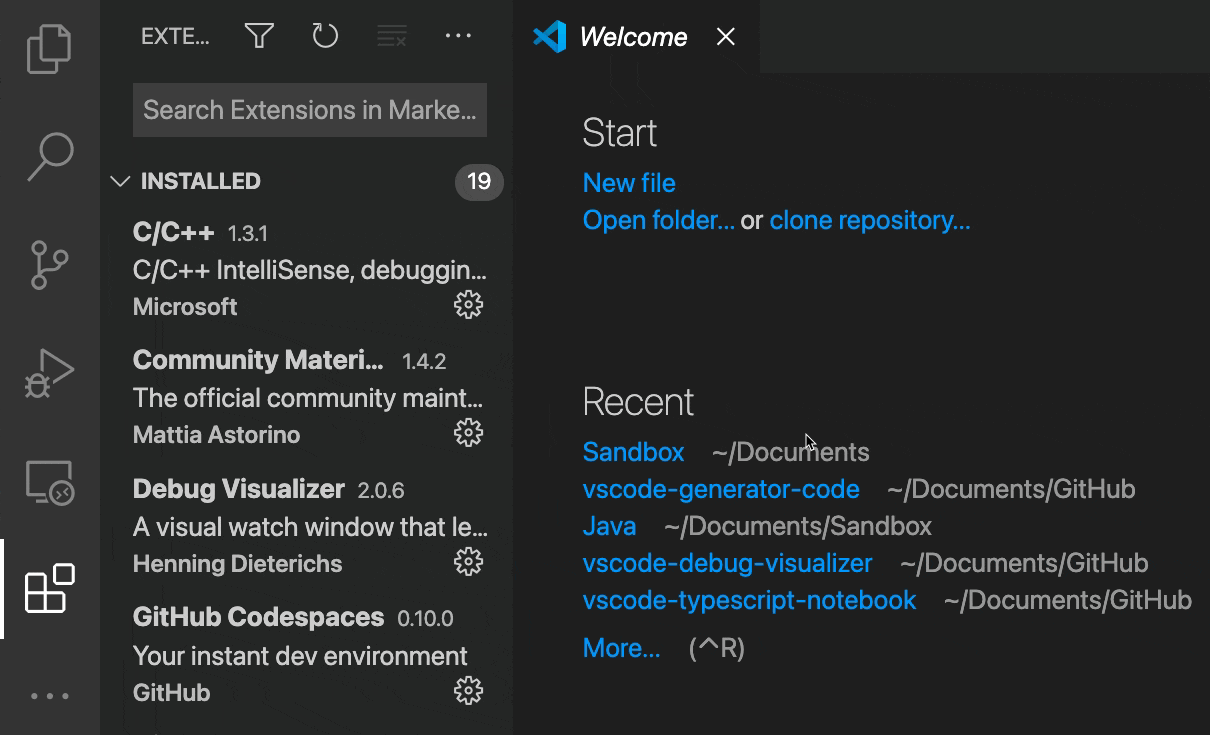 EXTE...
Search Extensions in Marke...
INSTALLED 19
C/C++ 1.3.1
C/C++ IntelliSense, debuggin...
Microsoft
Community Materi... 1.4.2
The official community maint...
Mattia Astorino
Debug Visualizer 2.0.6
A visual watch window that le...
Henning Dieterichs
GitHub Codespaces 0.10.0
Your instant dev environment
GitHub
Welcome
Start
New file
Open folder... or clone repository...
Recent
Sandbox ~/Documents
vscode-generator-code ~/Documents/GitHub
Java ~/Documents/Sandbox
vscode-debug-visualizer ~/Documents/GitHub
vscode-typescript-notebook ~/Documents/GitHub
More... (^R)